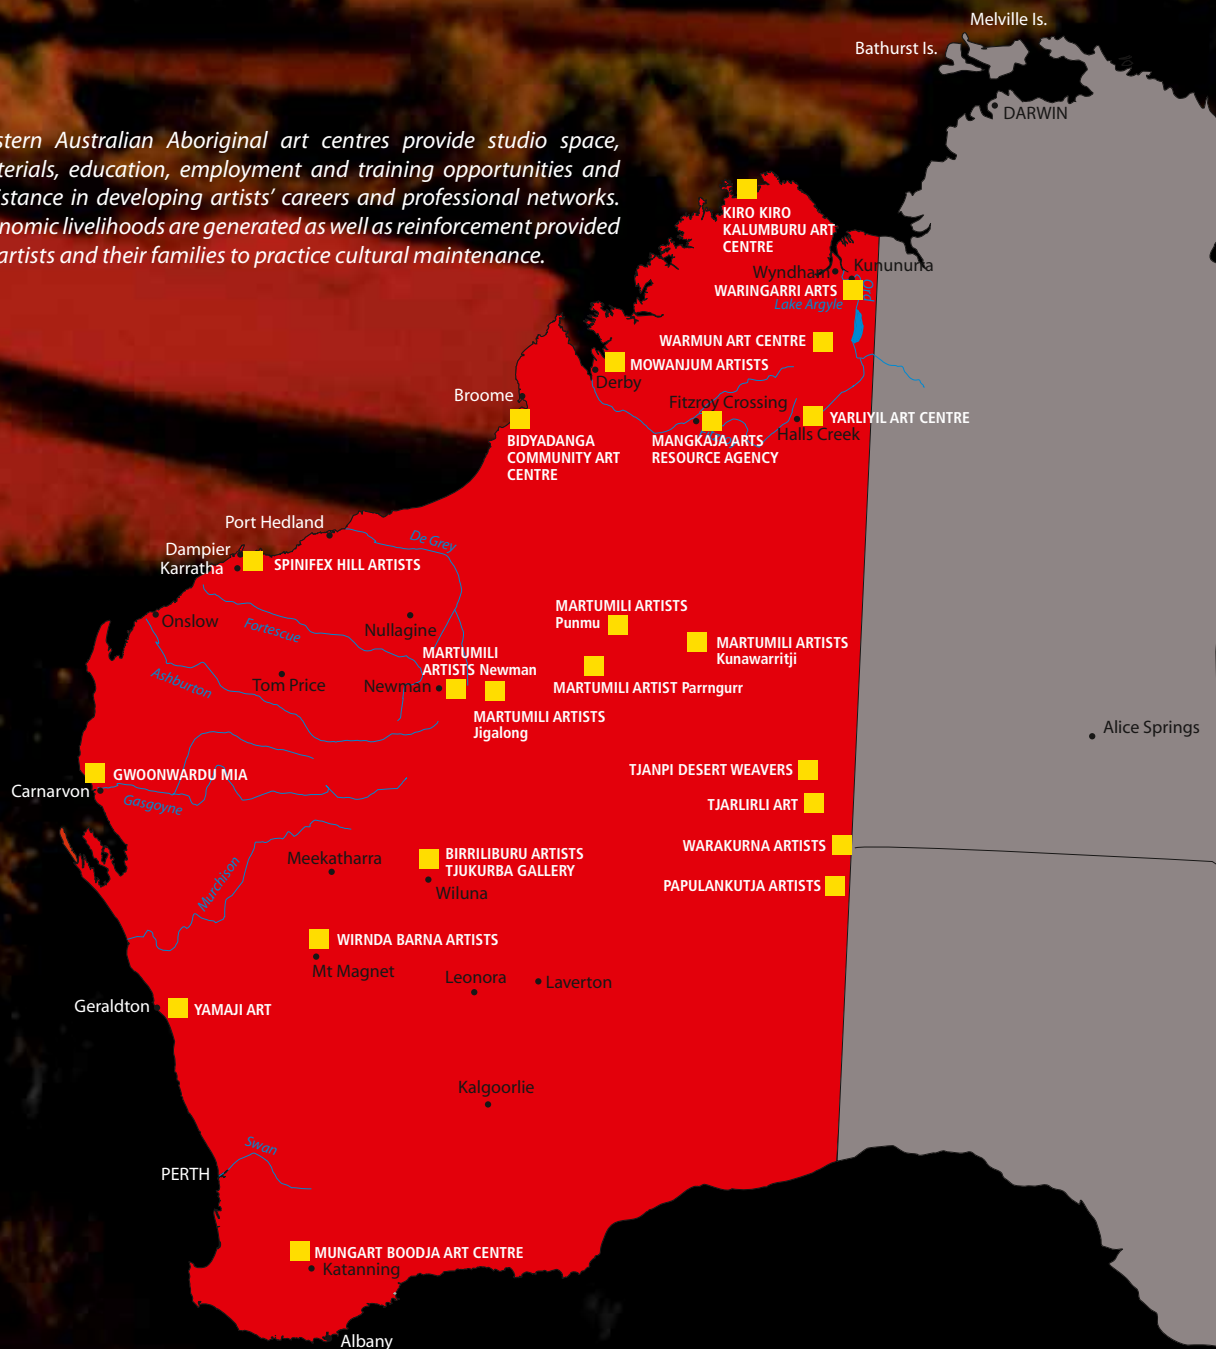 Melville Is.
Bathurst Is.
DARWIN
stern Australian Aboriginal art centres provide studio space,
terials, education, employment and training opportunities and
istance in developing artists’ careers and professional networks.
nomic livelihoods are generated as well as reinforcement provided
artists and their families to practice cultural maintenance.
KIRO KIRO
KALUMBURU ART
CENTRE
Wyndham
Kununurra
WARINGARRI ARTS
Ord
Lake Argyle
WARMUN ART CENTRE
MOWANJUM ARTISTS
Derby
Broome
Fitzroy Crossing
YARLIYIL ART CENTRE
Halls Creek
BIDYADANGA
COMMUNITY ART
CENTRE
MANGKAJA ARTS
RESOURCE AGENCY
Port Hedland
De Grey
Dampier
Karratha
SPINIFEX HILL ARTISTS
Onslow
Fortescue
Nullagine
MARTUMILI ARTISTS
Punmu
MARTUMILI ARTISTS
Kunawarritji
MARTUMILI
ARTISTS Newman
Ashburton
Tom Price
Newman
MARTUMILI ARTIST Parrngurr
MARTUMILI ARTISTS
Jigalong
Alice Springs
GWOONWARDU MIA
Carnarvon
Gasgoyne
TJANPI DESERT WEAVERS
TJARLIRLI ART
WARAKURNA ARTISTS
PAPULANKUTJA ARTISTS
Meekatharra
Murchison
BIRRILIBURU ARTISTS
TJUKURBA GALLERY
Wiluna
WIRNDA BARNA ARTISTS
Mt Magnet
Leonora
Laverton
Geraldton
YAMAJI ART
Kalgoorlie
Swan
PERTH
MUNGART BOODJA ART CENTRE
Katanning
Albany